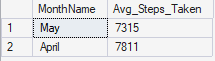 MonthName Avg_Steps_Taken
1 May 7315
2 April 7811